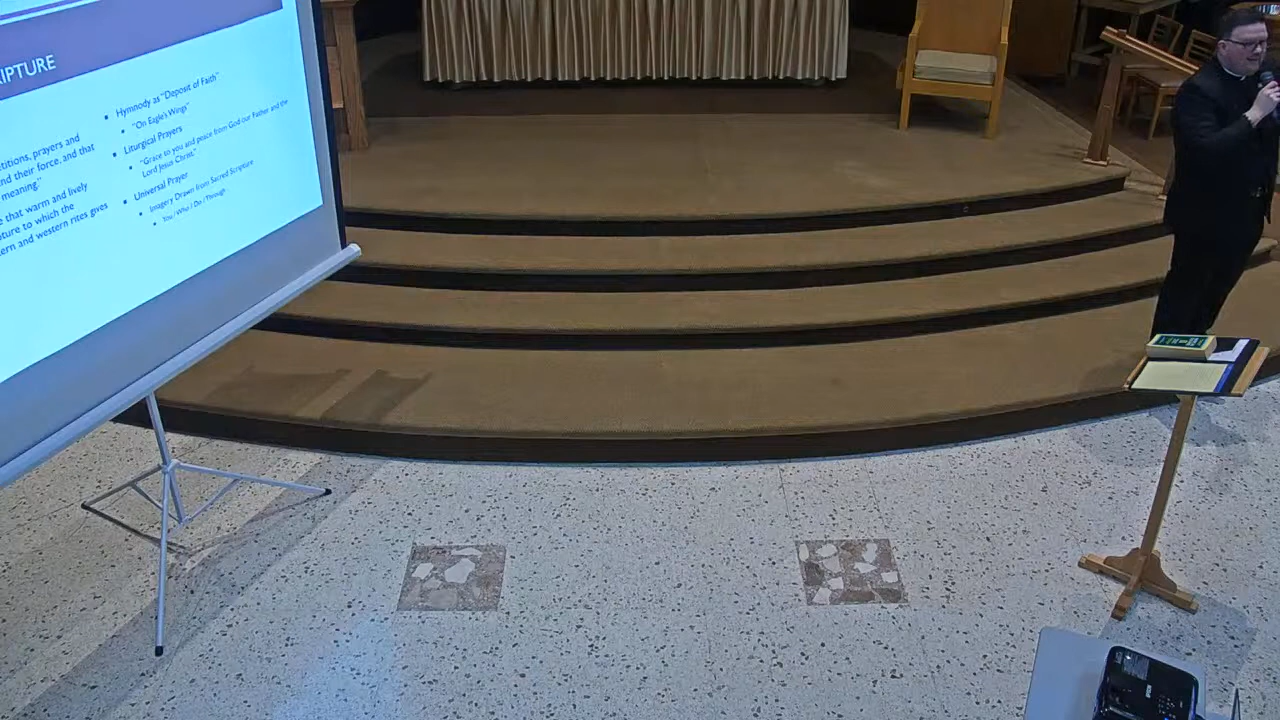 RIPTURE
titions, prayers and
nd their force, and that
meaning."
e that warm and lively
pture to which the
ern and western rites gives
Hymnody as "Deposit of Faith"
"On Eagle's Wings"
Liturgical Prayers
"Grace to you and peace from God our Father and the
Lord Jesus Christ."
Universal Prayer
Imagery Drawn from Sacred Scripture
You / Who / Do / Through